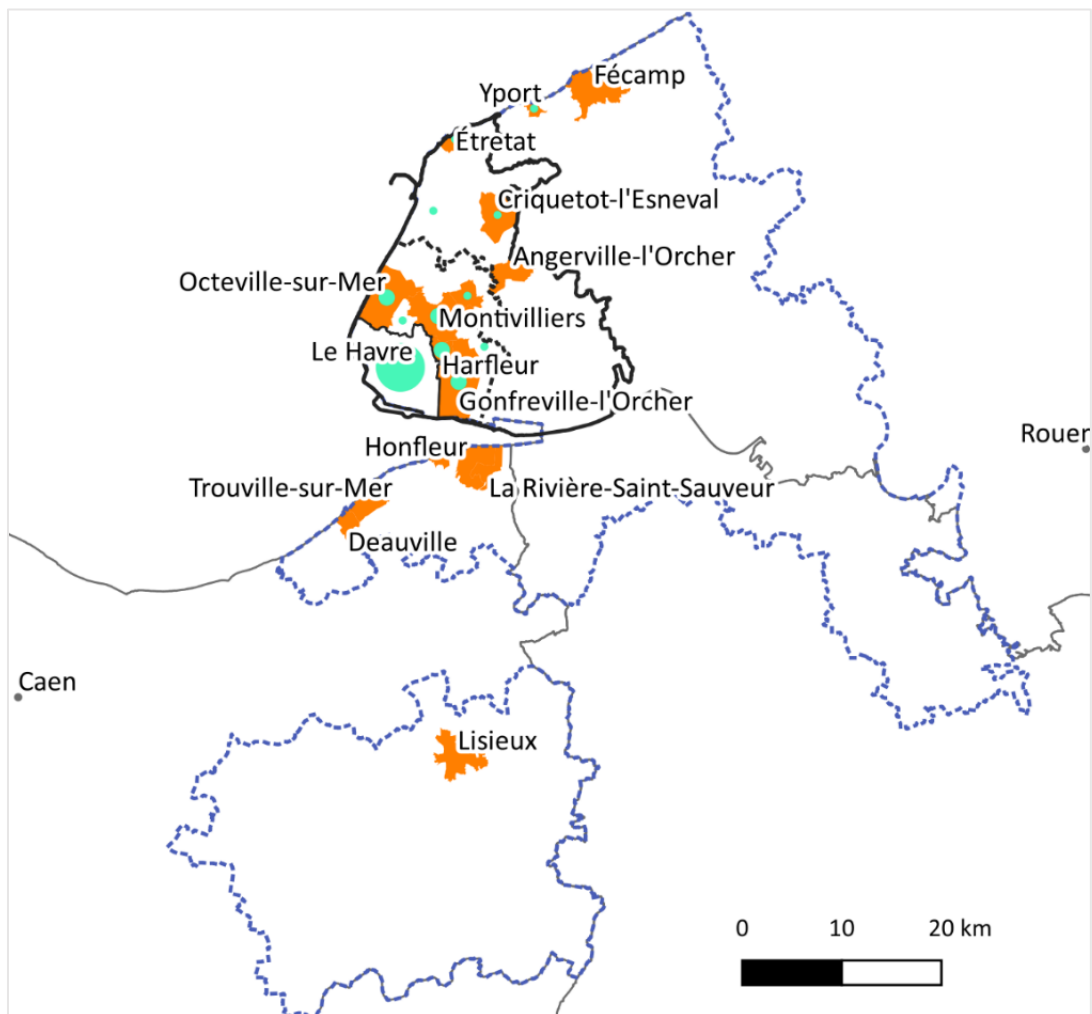 Fécamp
Yport
Étretat
Criquetot-l'Esneval
Angerville-l'Orcher
Octeville-sur-Mer
Montivilliers
Le Havre
Harfleur
Gonfreville-l'Orcher
Rouer
Honfleur
Trouville-sur-Mer
La Rivière-Saint-Sauveur
Deauville
Caen
Lisieux
0 10 20 km